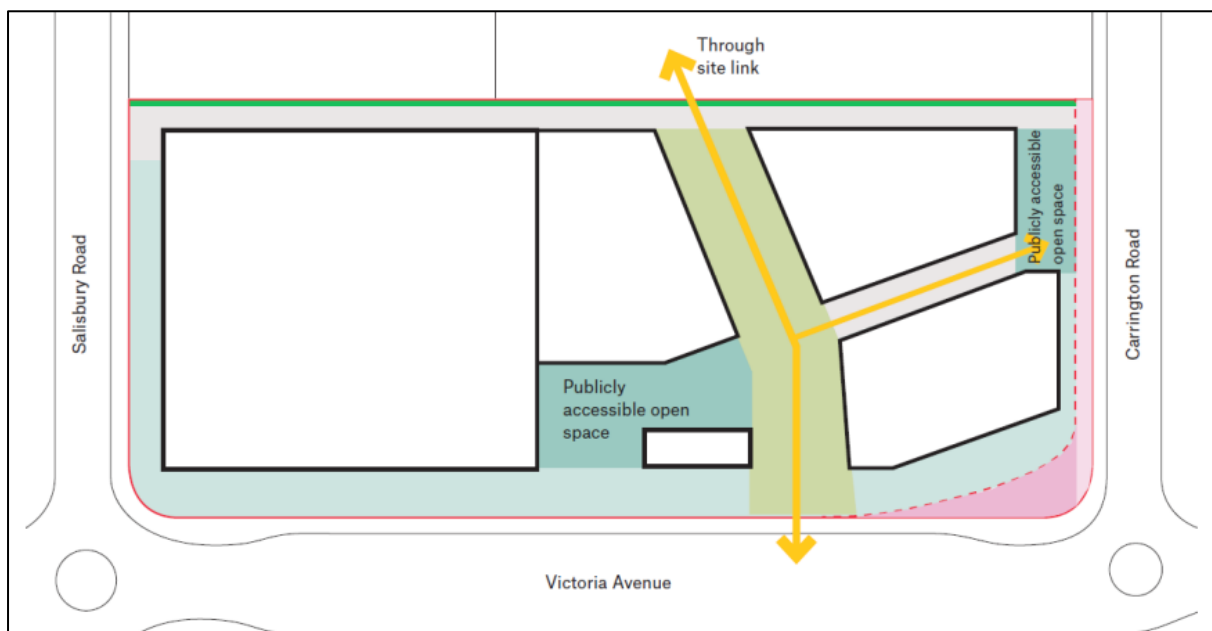 Through
site link
Publicly accessible
open space
Salisbury Road
Carrington Road
Publicly
accessible open
space
Victoria Avenue